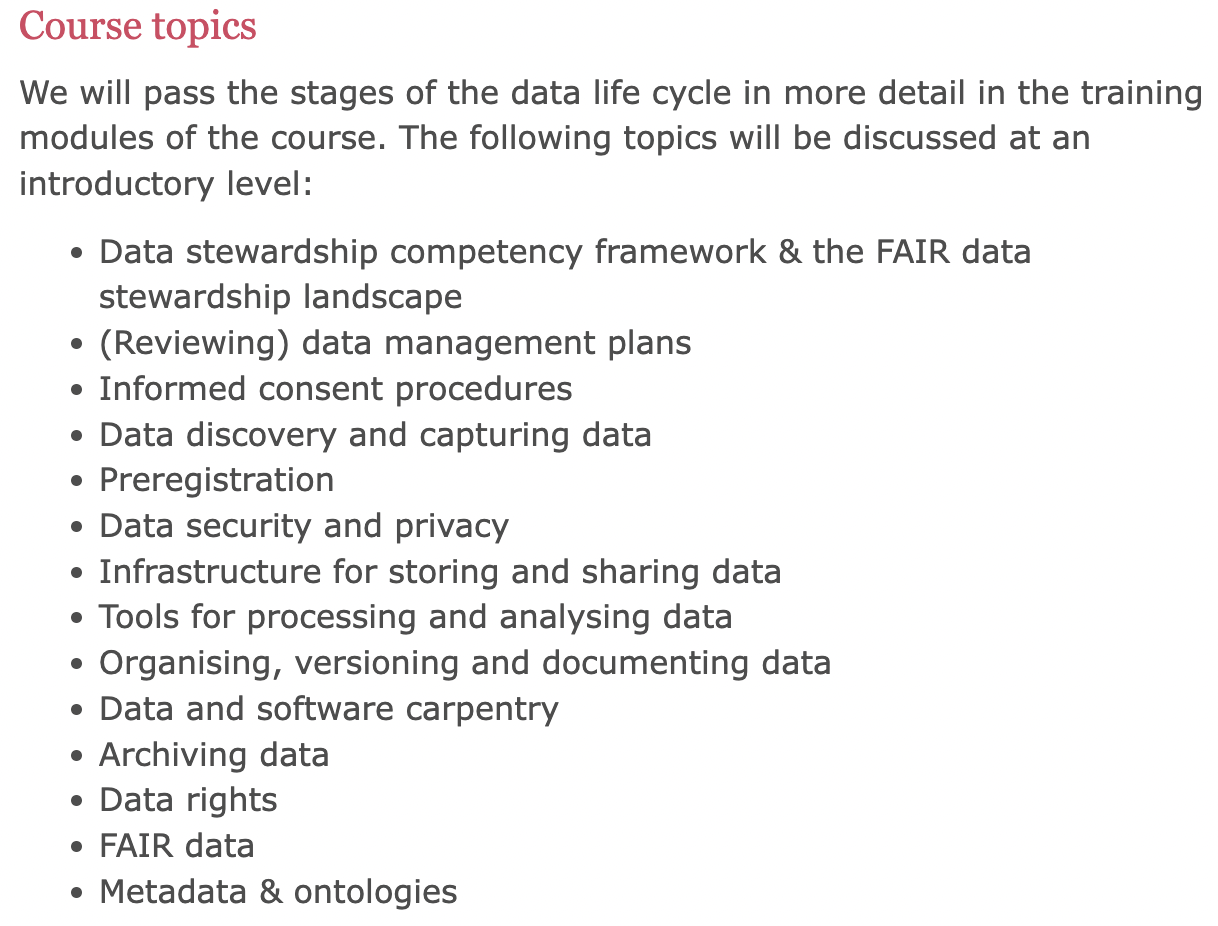 Course topics
We will pass the stages of the data life cycle in more detail in the training
modules of the course. The following topics will be discussed at an
introductory level:
• Data stewardship competency framework & the FAIR data
stewardship landscape
• (Reviewing) data management plans
• Informed consent procedures
• Data discovery and capturing data
• Preregistration
• Data security and privacy
• Infrastructure for storing and sharing data
• Tools for processing and analysing data
• Organising, versioning and documenting data
• Data and software carpentry
• Archiving data
• Data rights
• FAIR data
• Metadata & ontologies